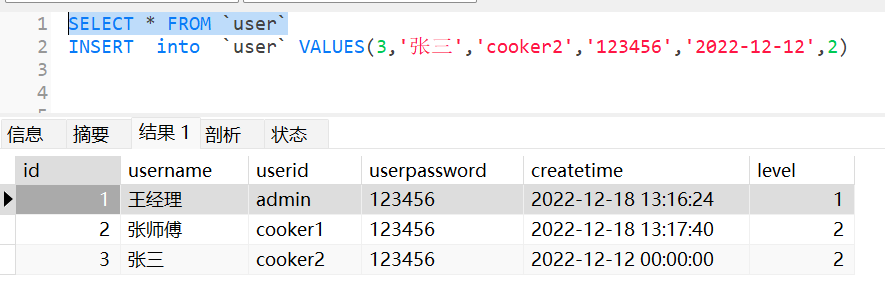 1 SELECT * FROM `user`
2 INSERT  into  `user` VALUES(3,'张三','cooker2','123456','2022-12-12',2)
3
4
信息 摘要 结果 1 剖析 状态
id username userid userpassword createtime level
1 王经理 admin 123456 2022-12-18 13:16:24 1
2 张师傅 cooker1 123456 2022-12-18 13:17:40 2
3 张三 cooker2 123456 2022-12-12 00:00:00 2